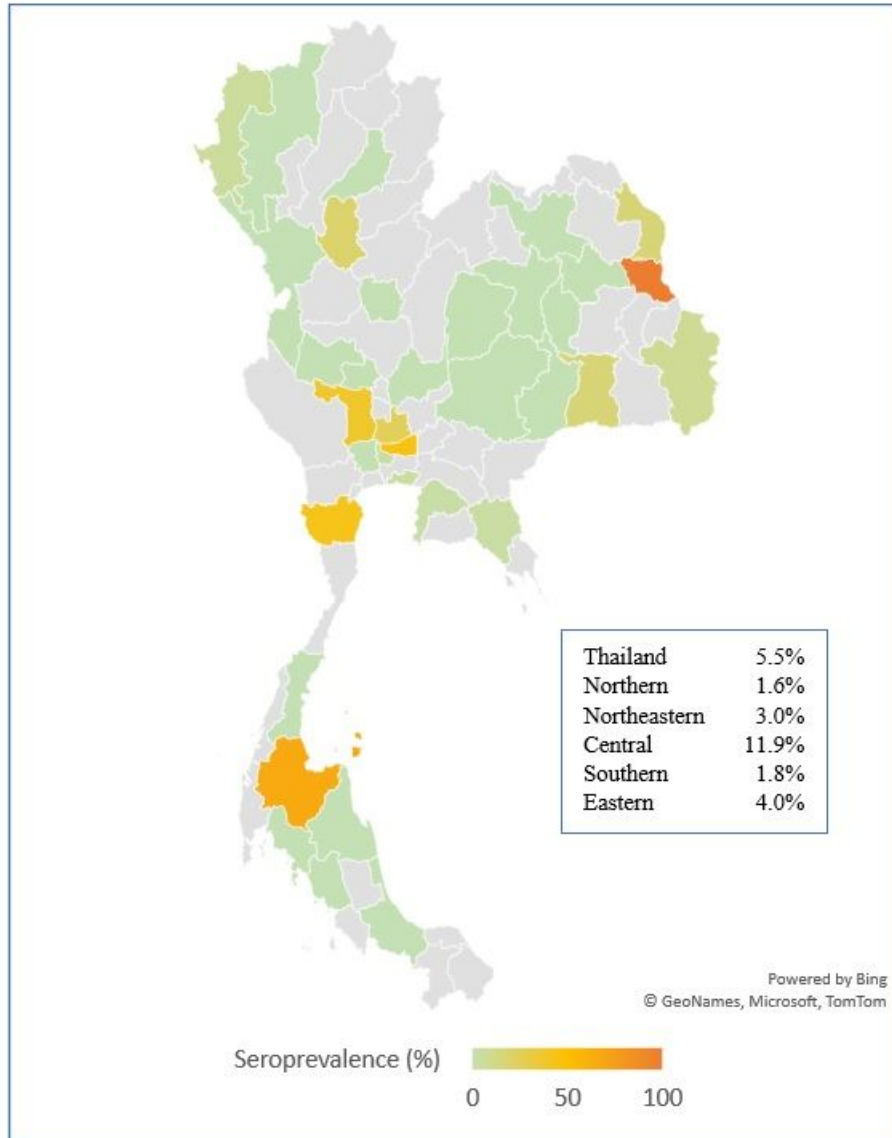 Thailand 5.5%
Northern 1.6%
Northeastern 3.0%
Central 11.9%
Southern 1.8%
Eastern 4.0%
Powered by Bing
© GeoNames, Microsoft, TomTom
Seroprevalence (%)
0 50 100